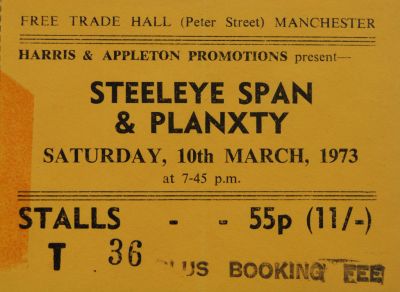 FREE TRADE HALL (Peter Street) MANCHESTER
HARRIS & APPLETON PROMOTIONS present—
STEELEYE SPAN
& PLANXTY
SATURDAY, 10th MARCH, 1973
at 7-45 p.m.
STALLS - - 55p (11/-)
T 36 PLUS BOOKING FEE